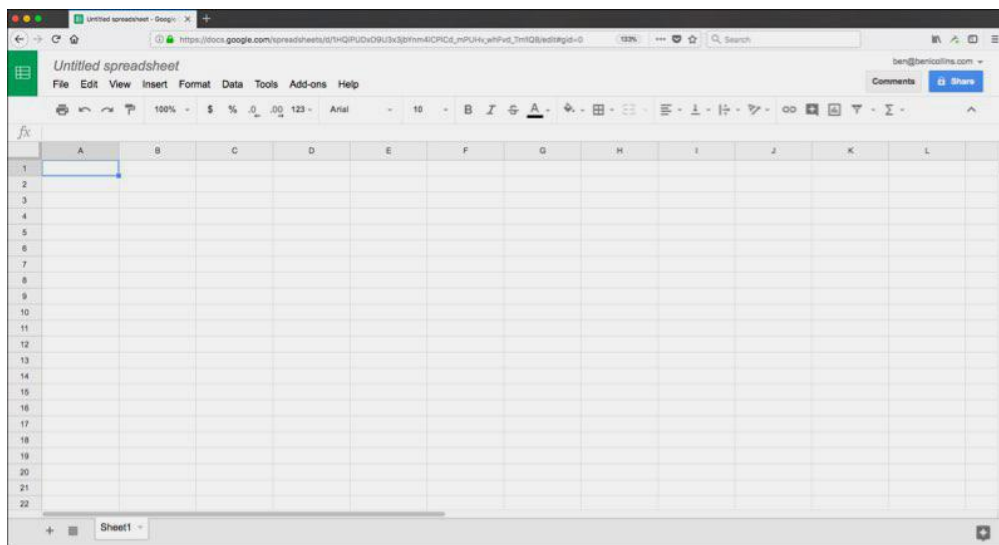 Untitled spreadsheet - Google
https://docs.google.com/spreadsheets/d/ 133% Search
Untitled spreadsheet ben@benlcollins.com
File Edit View Insert Format Data Tools Add-ons Help Comments Share
100% $ % .0 .00 123 Arial 10 B I S A Σ
fx
A B C D E F G H I J K L
1
2
3
4
5
6
7
8
9
10
11
12
13
14
15
16
17
18
19
20
21
22
+ Sheet1